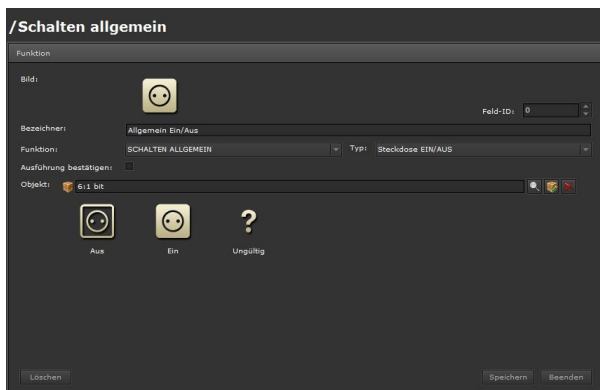 /Schalten allgemein
Funktion
Bild:
Feld-ID: 0
Bezeichner: Allgemein Ein/Aus
Funktion: SCHALTEN ALLGEMEIN Typ: Steckdose EIN/AUS
Ausführung bestätigen:
Objekt: 6:1 bit
?
Aus Ein Ungültig
Löschen Speichern Beenden